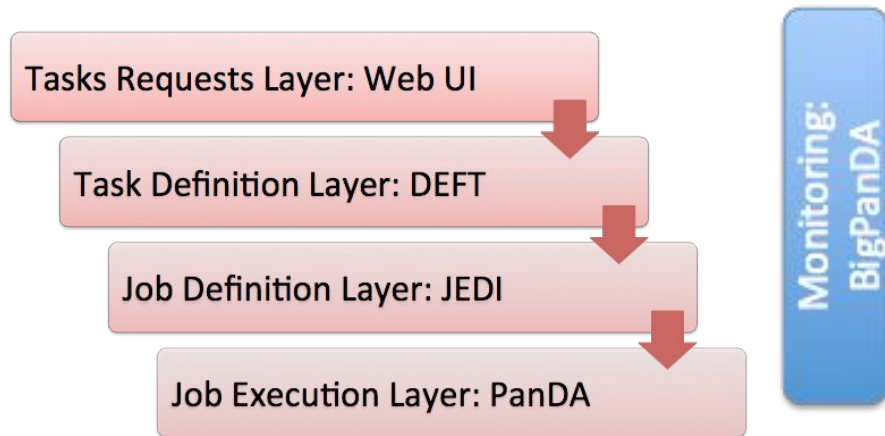 Tasks Requests Layer: Web UI
Task Definition Layer: DEFT
Job Definition Layer: JEDI
Job Execution Layer: PanDA
Monitoring:
BigPanDA